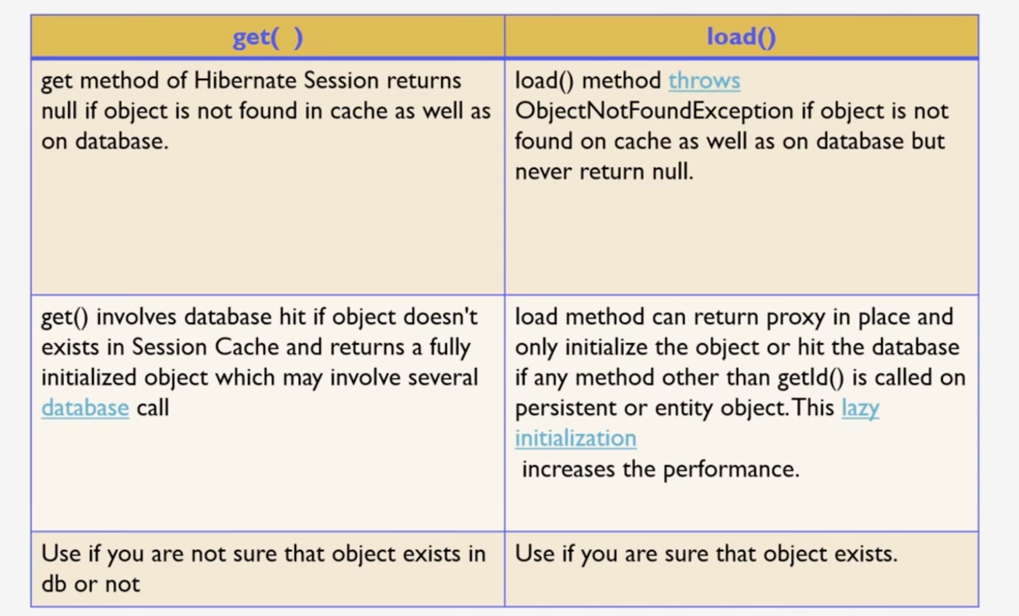 get( )
load()
get method of Hibernate Session returns
null if object is not found in cache as well as
on database.
load() method throws
ObjectNotFoundException if object is not
found on cache as well as on database but
never return null.
get() involves database hit if object doesn't
exists in Session Cache and returns a fully
initialized object which may involve several
database call
load method can return proxy in place and
only initialize the object or hit the database
if any method other than getId() is called on
persistent or entity object. This lazy
initialization
increases the performance.
Use if you are not sure that object exists in
db or not
Use if you are sure that object exists.